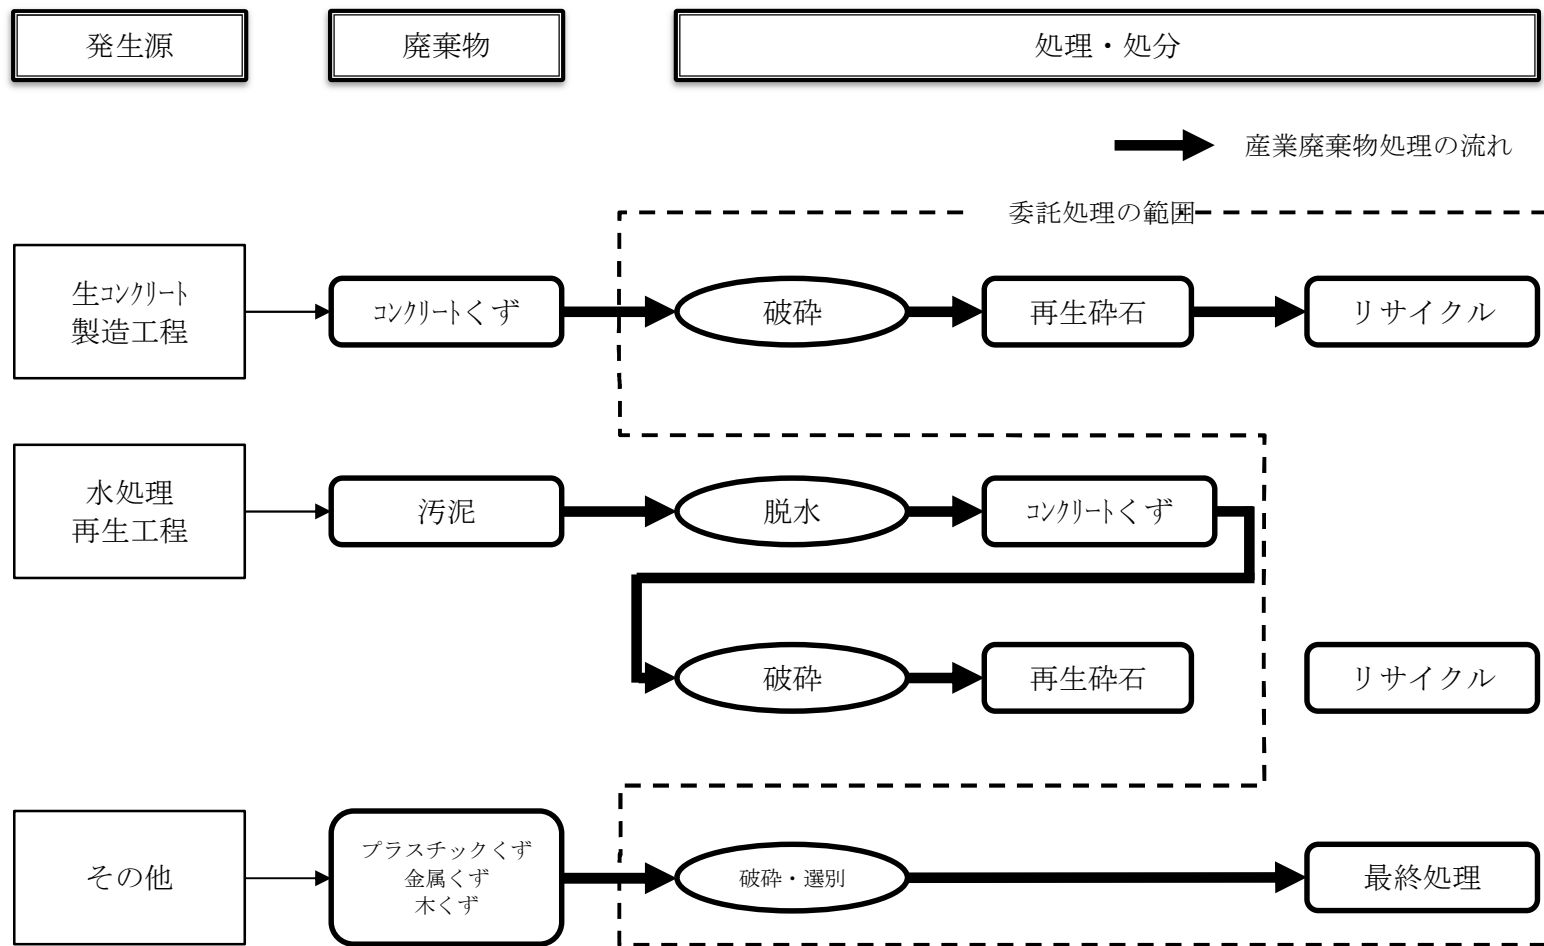 発生源
廃棄物
処理・処分
産業廃棄物処理の流れ
委託処理の範囲
生ｺﾝｸﾘｰﾄ
製造工程
ｺﾝｸﾘｰﾄくず
破砕
再生砕石
リサイクル
水処理
再生工程
汚泥
脱水
ｺﾝｸﾘｰﾄくず
破砕
再生砕石
リサイクル
その他
プラスチックくず
金属くず
木くず
破砕・選別
最終処理